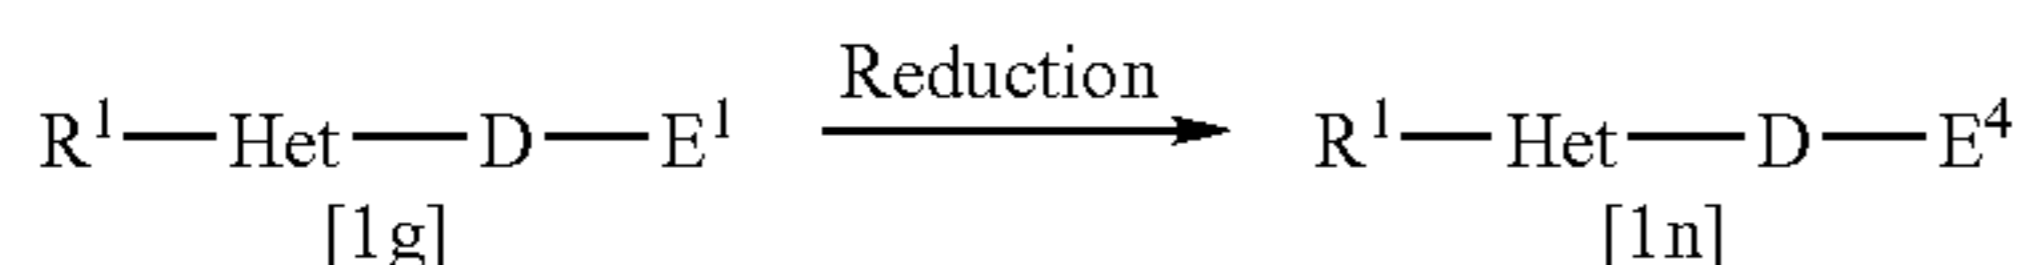 Reduction
R¹—Het—D—E¹ R¹—Het—D—E⁴
[1g] [1n]